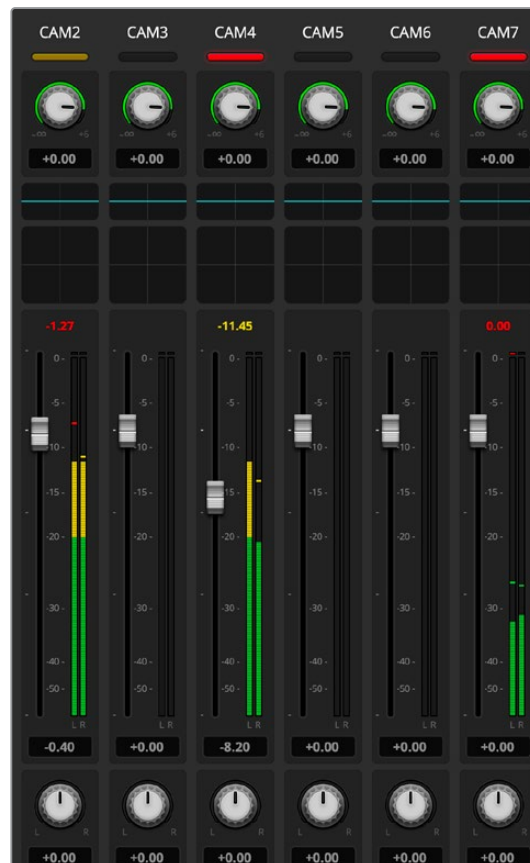 CAM2 CAM3 CAM4 CAM5 CAM6 CAM7
-∞ +6 -∞ +6 -∞ +6 -∞ +6 -∞ +6 -∞
+0.00 +0.00 +0.00 +0.00 +0.00 +0.00
-1.27 -11.45 0.00
0- 0- 0- 0- 0- 0-
-5- -5- -5- -5- -5- -5-
-10- -10- -10- -10- -10- -10-
-15- -15- -15- -15- -15- -15-
-20- -20- -20- -20- -20- -20-
-30- -30- -30- -30- -30- -30-
-40- -40- -40- -40- -40- -40-
-50- -50- -50- -50- -50- -50-
L R L R L R L R L R L R
-0.40 +0.00 -8.20 +0.00 +0.00 +0.00
L R L R L R L R L R L
+0.00 +0.00 +0.00 +0.00 +0.00 +0.00